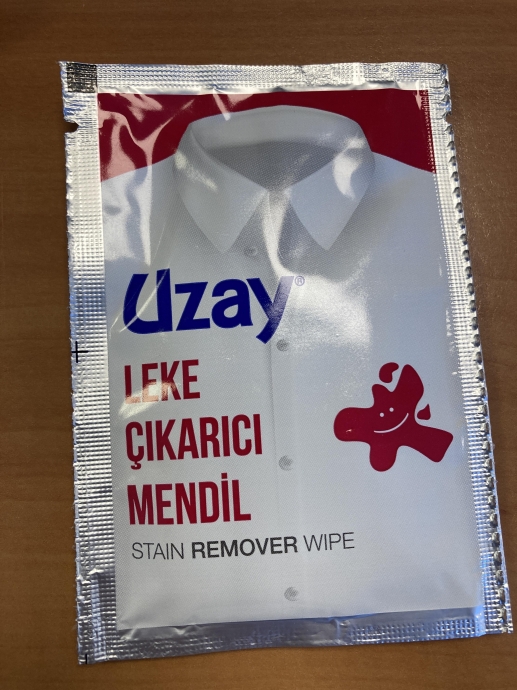 Uzay®
LEKE
ÇIKARICI
MENDİL
STAIN REMOVER WIPE